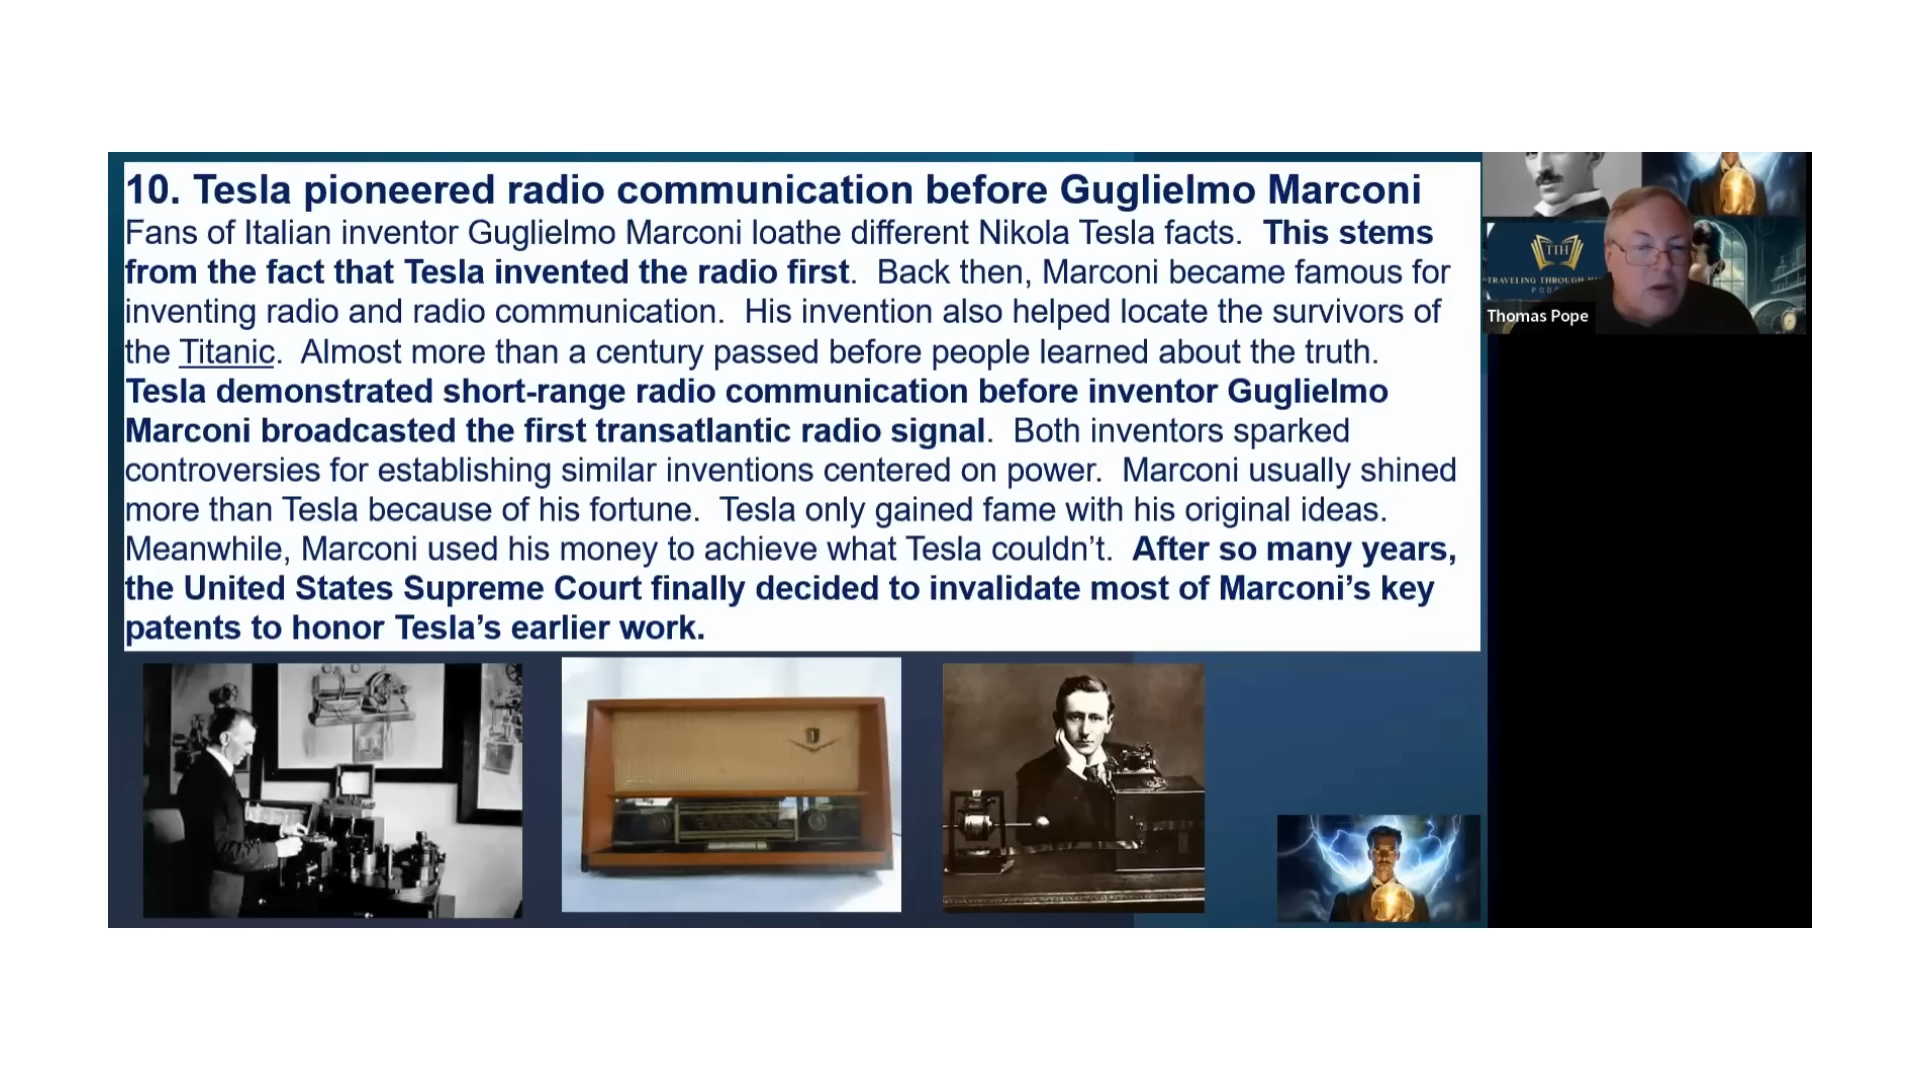 10. Tesla pioneered radio communication before Guglielmo Marconi
Fans of Italian inventor Guglielmo Marconi loathe different Nikola Tesla facts. This stems
from the fact that Tesla invented the radio first. Back then, Marconi became famous for
inventing radio and radio communication. His invention also helped locate the survivors of
the Titanic. Almost more than a century passed before people learned about the truth.
Tesla demonstrated short-range radio communication before inventor Guglielmo
Marconi broadcasted the first transatlantic radio signal. Both inventors sparked
controversies for establishing similar inventions centered on power. Marconi usually shined
more than Tesla because of his fortune. Tesla only gained fame with his original ideas.
Meanwhile, Marconi used his money to achieve what Tesla couldn’t. After so many years,
the United States Supreme Court finally decided to invalidate most of Marconi’s key
patents to honor Tesla’s earlier work.
TTH
TRAVELING THROUGH
Thomas Pope